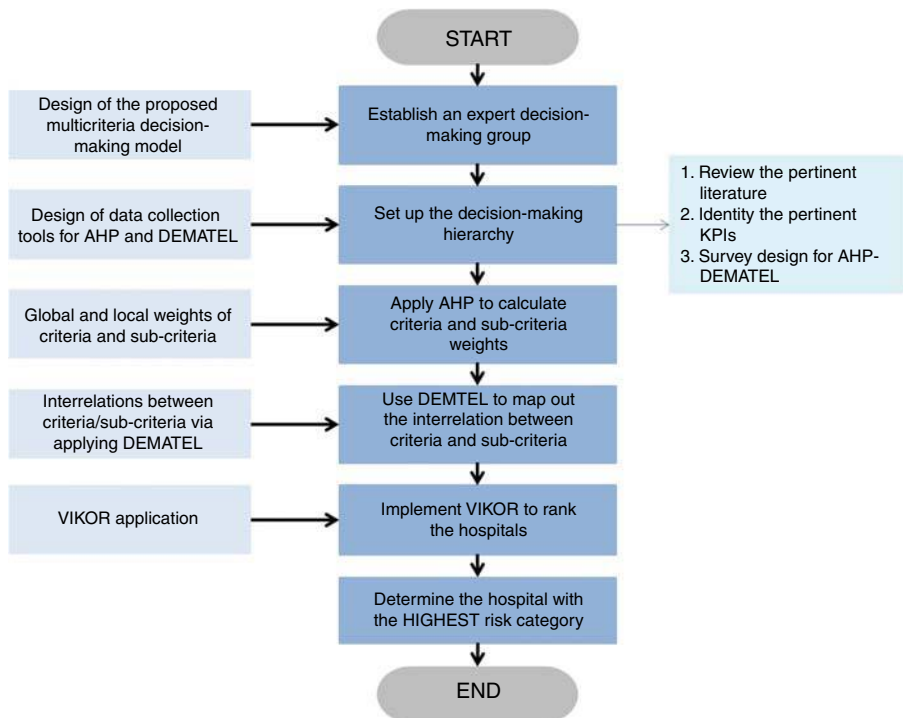 START
Design of the proposed
multicriteria decision-
making model
Establish an expert decision-
making group
Design of data collection
tools for AHP and DEMATEL
Set up the decision-making
hierarchy
1. Review the pertinent
literature
2. Identity the pertinent
KPIs
3. Survey design for AHP-
DEMATEL
Global and local weights of
criteria and sub-criteria
Apply AHP to calculate
criteria and sub-criteria
weights
Interrelations between
criteria/sub-criteria via
applying DEMATEL
Use DEMTEL to map out
the interrelation between
criteria and sub-criteria
VIKOR application
Implement VIKOR to rank
the hospitals
Determine the hospital with
the HIGHEST risk category
END